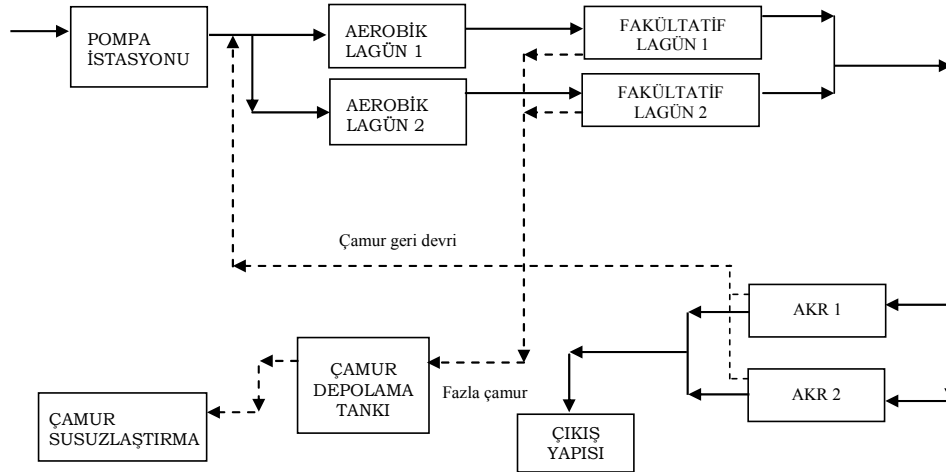 POMPA
İSTASYONU
AEROBİK
LAGÜN 1
FAKÜLTATİF
LAGÜN 1
AEROBİK
LAGÜN 2
FAKÜLTATİF
LAGÜN 2
Çamur geri devri
AKR 1
AKR 2
ÇAMUR
DEPOLAMA
TANKI
Fazla çamur
ÇAMUR
SUSUZLAŞTIRMA
ÇIKIŞ
YAPISI